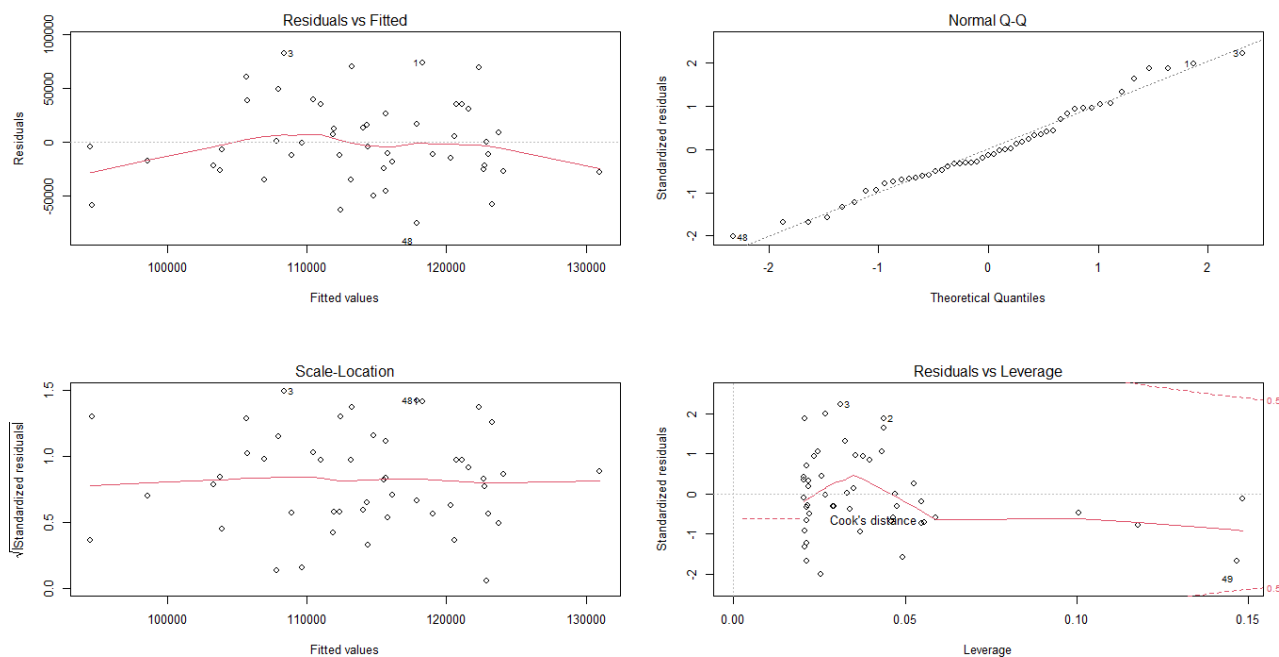 Residuals vs Fitted
Residuals
-50000 0 50000 100000
3
1
48
100000 110000 120000 130000
Fitted values
Normal Q-Q
Standardized residuals
-2 -1 0 1 2
1
3
48
-2 -1 0 1 2
Theoretical Quantiles
Scale-Location
√|Standardized residuals|
0.0 0.5 1.0 1.5
3
48
1
100000 110000 120000 130000
Fitted values
Residuals vs Leverage
Standardized residuals
-2 -1 0 1 2
3
2
Cook's distance
49
0.5
0.5
0.00 0.05 0.10 0.15
Leverage